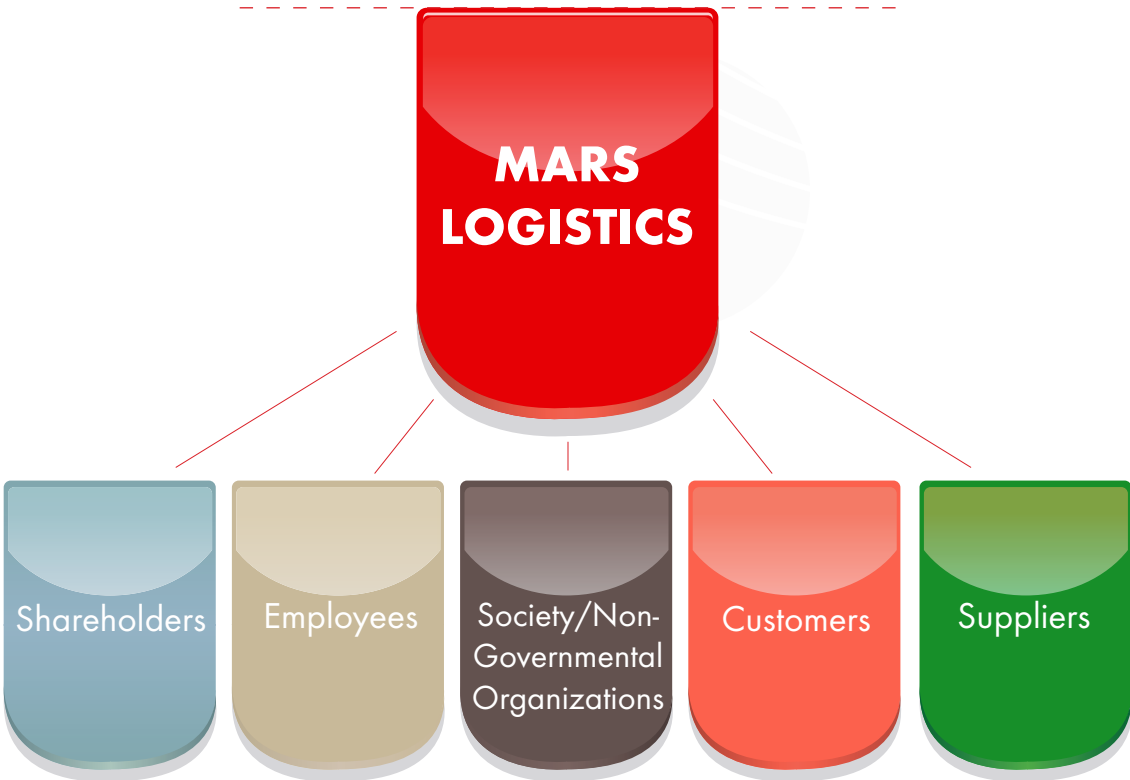 MARS
LOGISTICS
Shareholders
Employees
Society/Non-
Governmental
Organizations
Customers
Suppliers